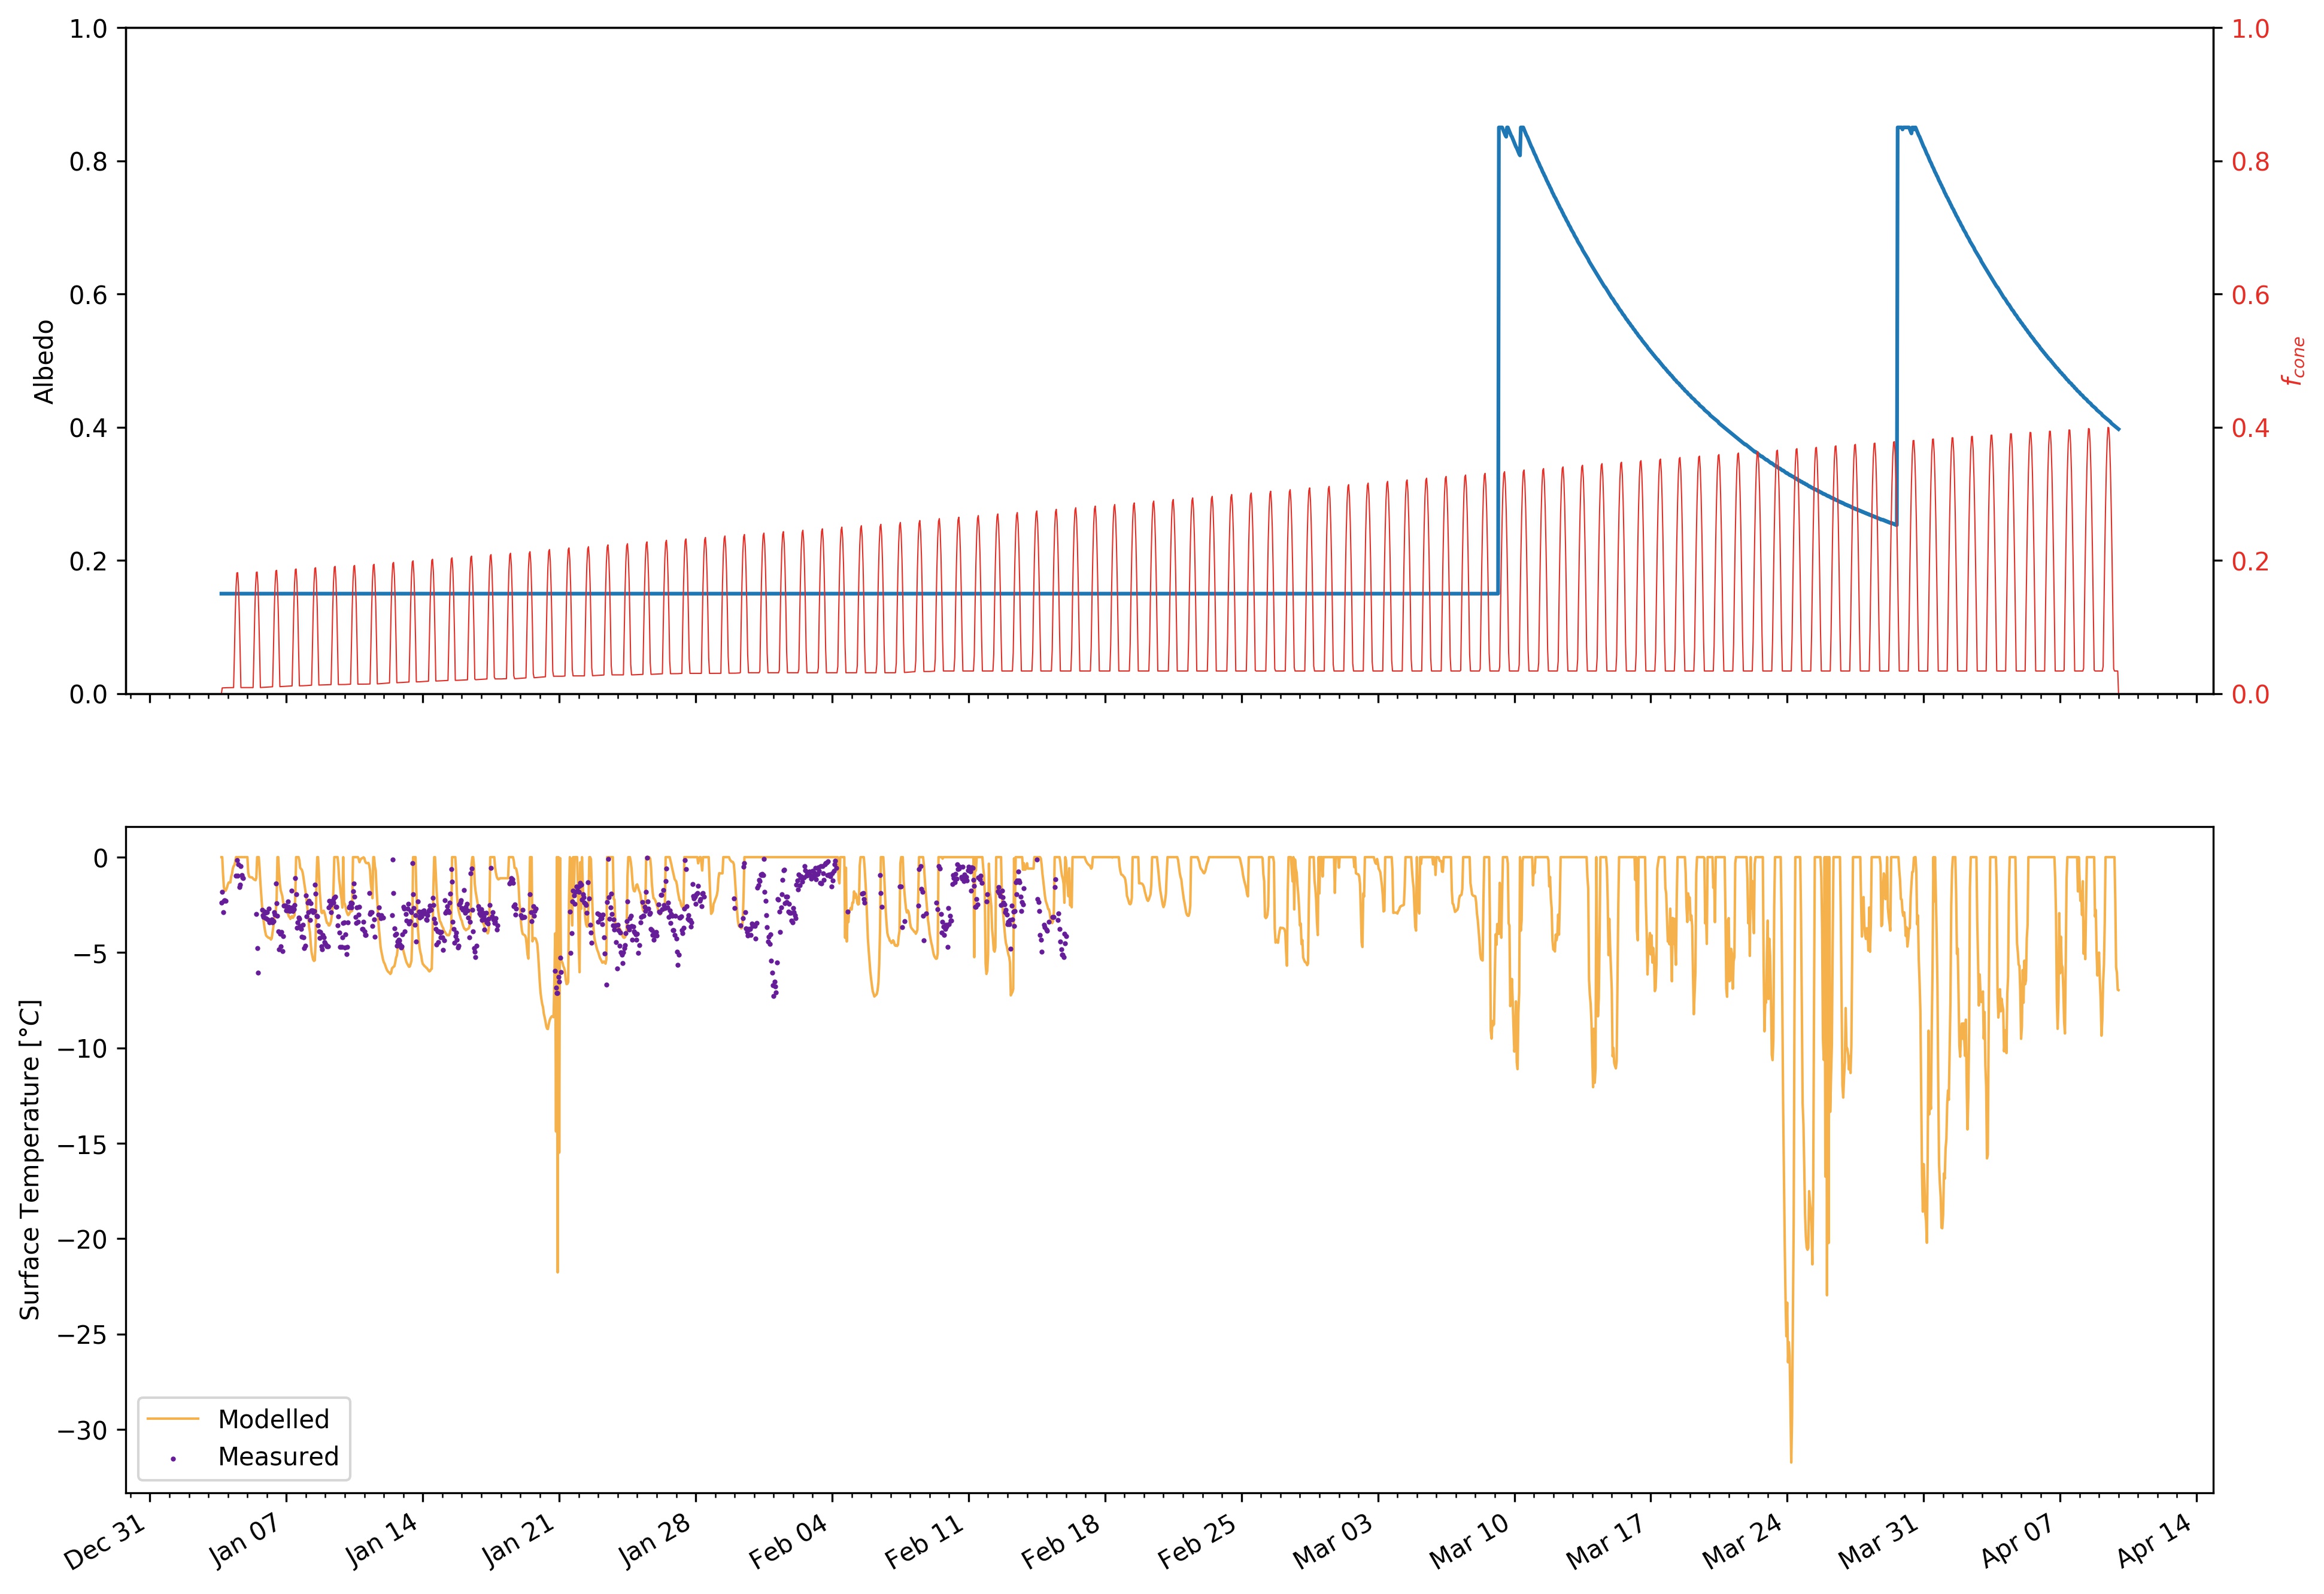 1.0
0.8
0.6
0.4
0.2
0.0
Albedo
1.0
0.8
0.6
0.4
0.2
0.0
f_cone
0
−5
−10
−15
−20
−25
−30
Surface Temperature [°C]
Modelled
Measured
Dec 31
Jan 07
Jan 14
Jan 21
Jan 28
Feb 04
Feb 11
Feb 18
Feb 25
Mar 03
Mar 10
Mar 17
Mar 24
Mar 31
Apr 07
Apr 14